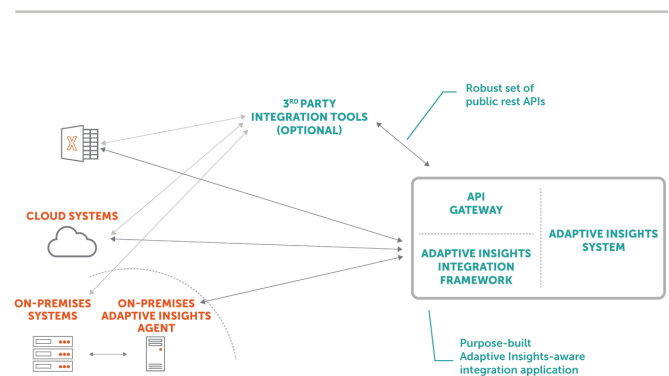 Robust set of
public rest APIs
3RD PARTY
INTEGRATION TOOLS
(OPTIONAL)
X
API
GATEWAY
CLOUD SYSTEMS
ADAPTIVE INSIGHTS
SYSTEM
ADAPTIVE INSIGHTS
INTEGRATION
FRAMEWORK
ON-PREMISES
SYSTEMS
ON-PREMISES
ADAPTIVE INSIGHTS
AGENT
Purpose-built
Adaptive Insights-aware
integration application